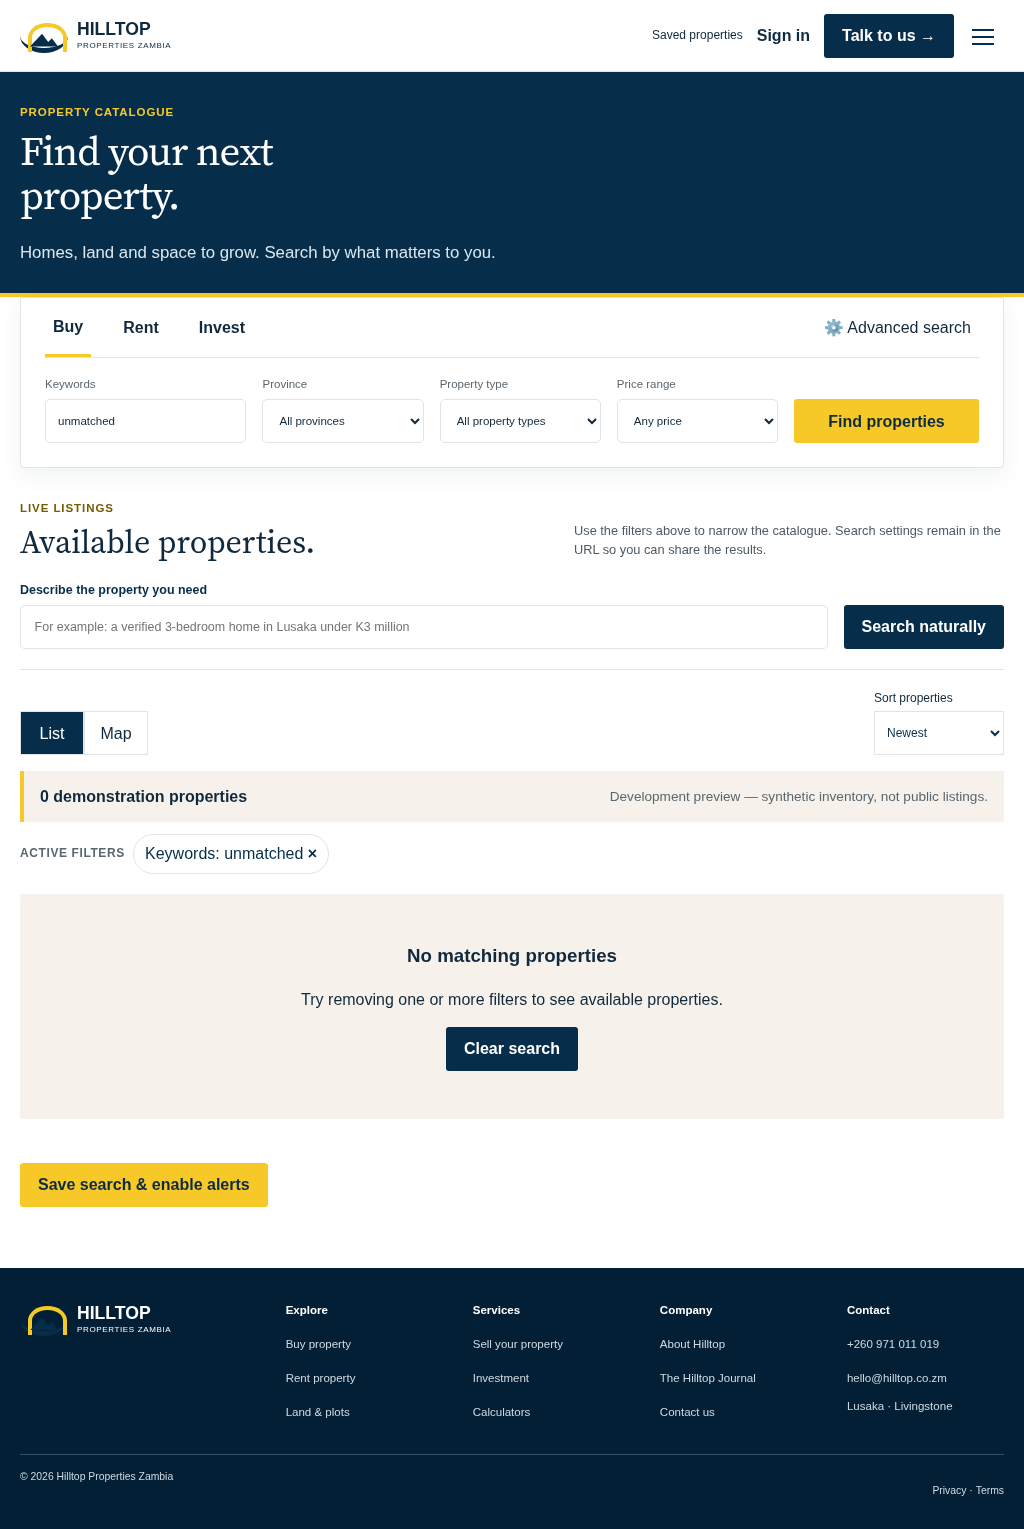 HILLTOP
PROPERTIES ZAMBIA
Saved properties
Sign in
Talk to us →
PROPERTY CATALOGUE
Find your next
property.
Homes, land and space to grow. Search by what matters to you.
Buy
Rent
Invest
⚙️ Advanced search
Keywords
Province
Property type
Price range
unmatched
All provinces
All property types
Any price
Find properties
LIVE LISTINGS
Available properties.
Use the filters above to narrow the catalogue. Search settings remain in the
URL so you can share the results.
Describe the property you need
For example: a verified 3-bedroom home in Lusaka under K3 million
Search naturally
Sort properties
List
Map
Newest
0 demonstration properties
Development preview — synthetic inventory, not public listings.
ACTIVE FILTERS
Keywords: unmatched ×
No matching properties
Try removing one or more filters to see available properties.
Clear search
Save search & enable alerts
HILLTOP
PROPERTIES ZAMBIA
Explore
Buy property
Rent property
Land & plots
Services
Sell your property
Investment
Calculators
Company
About Hilltop
The Hilltop Journal
Contact us
Contact
+260 971 011 019
hello@hilltop.co.zm
Lusaka · Livingstone
© 2026 Hilltop Properties Zambia
Privacy · Terms